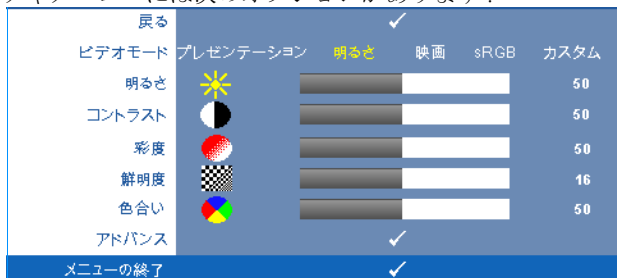 戻る
ビデオモード プレゼンテーション 明るさ 映画 sRGB カスタム
明るさ 50
コントラスト 50
彩度 50
鮮明度 16
色合い 50
アドバンス
メニューの終了